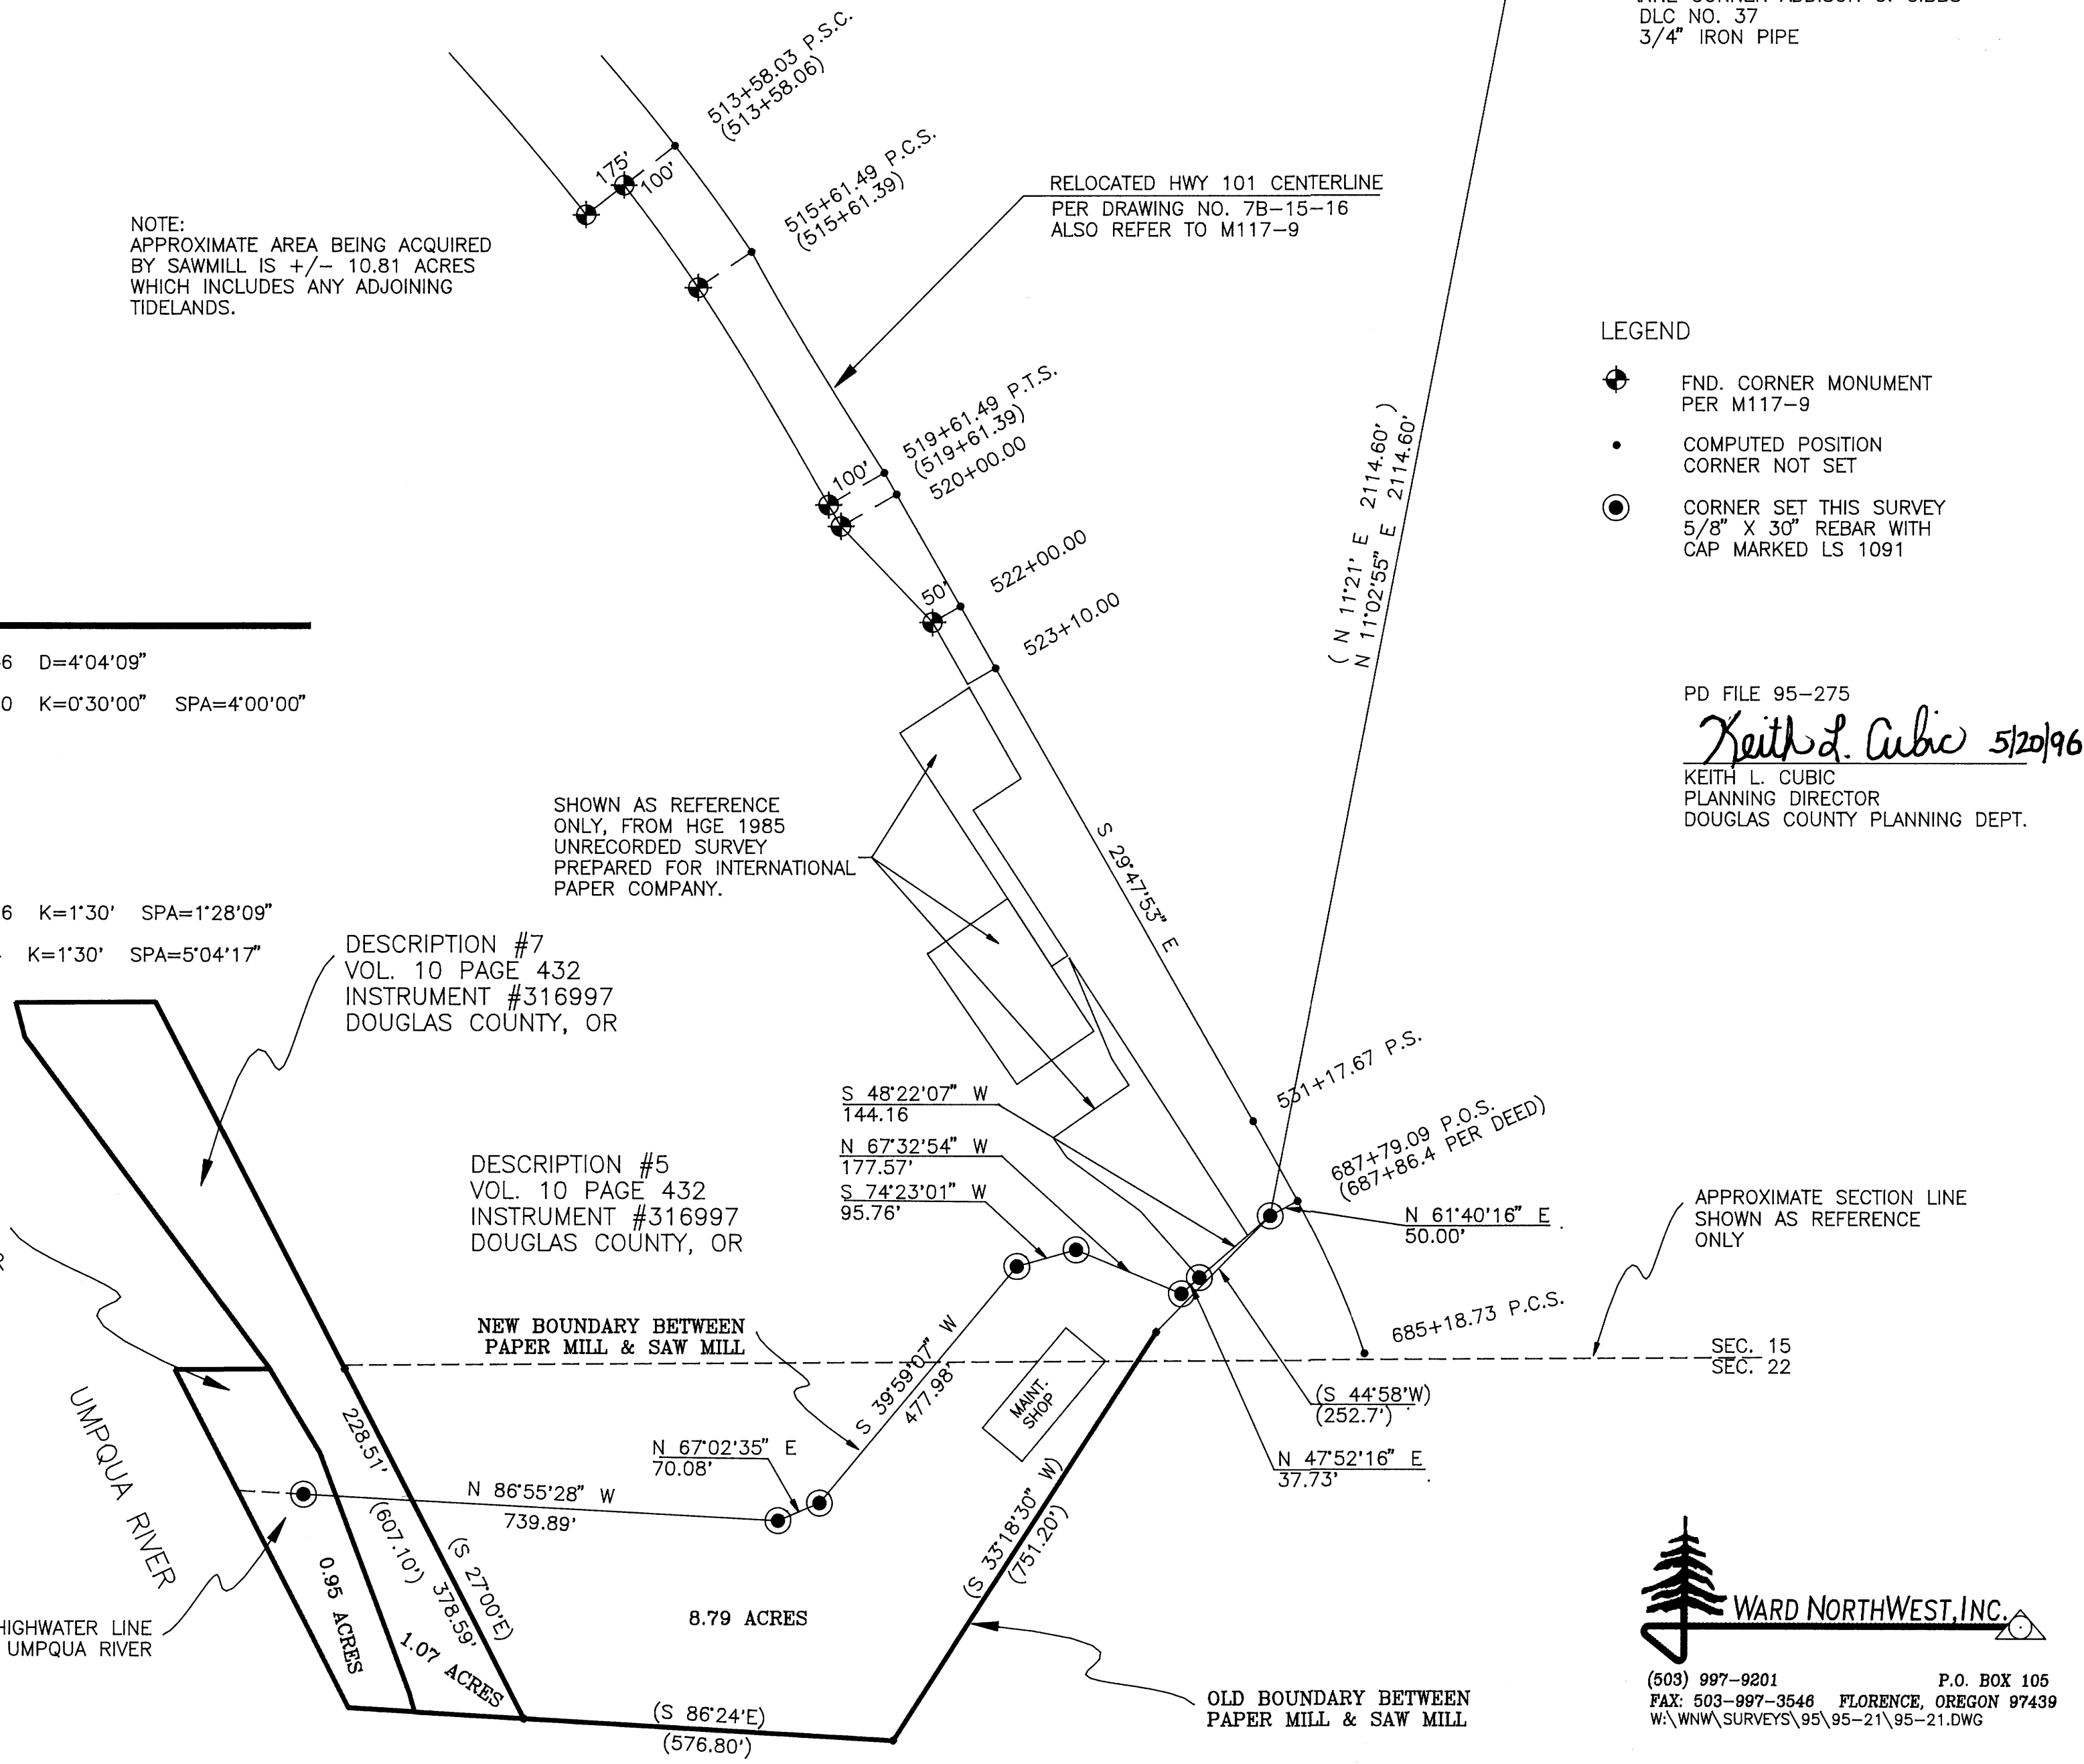 DLC NO. 37
3/4" IRON PIPE
513+58.03 P.S.C.
(513+58.06)
175'
100'
515+61.49 P.C.S.
(515+61.39)
RELOCATED HWY 101 CENTERLINE
PER DRAWING NO. 7B-15-16
ALSO REFER TO M117-9
NOTE:
APPROXIMATE AREA BEING ACQUIRED
BY SAWMILL IS +/- 10.81 ACRES
WHICH INCLUDES ANY ADJOINING
TIDELANDS.
LEGEND
FND. CORNER MONUMENT
PER M117-9
COMPUTED POSITION
CORNER NOT SET
CORNER SET THIS SURVEY
5/8" X 30" REBAR WITH
CAP MARKED LS 1091
519+61.49 P.T.S.
(519+61.39)
520+00.00
100'
522+00.00
50'
523+10.00
( N 11°21' E 2114.60' )
N 11°02'55" E 2114.60'
6 D=4°04'09"
0 K=0°30'00" SPA=4°00'00"
PD FILE 95-275
Keith L. Cubic 5/20/96
KEITH L. CUBIC
PLANNING DIRECTOR
DOUGLAS COUNTY PLANNING DEPT.
SHOWN AS REFERENCE
ONLY, FROM HGE 1985
UNRECORDED SURVEY
PREPARED FOR INTERNATIONAL
PAPER COMPANY.
S 29°47'53" E
6 K=1°30' SPA=1°28'09"
K=1°30' SPA=5°04'17"
DESCRIPTION #7
VOL. 10 PAGE 432
INSTRUMENT #316997
DOUGLAS COUNTY, OR
531+17.67 P.S.
687+79.09 P.O.S.
(687+86.4 PER DEED)
S 48°22'07" W
144.16
N 67°32'54" W
177.57'
S 74°23'01" W
95.76'
DESCRIPTION #5
VOL. 10 PAGE 432
INSTRUMENT #316997
DOUGLAS COUNTY, OR
N 61°40'16" E
50.00'
APPROXIMATE SECTION LINE
SHOWN AS REFERENCE
ONLY
685+18.73 P.C.S.
SEC. 15
SEC. 22
NEW BOUNDARY BETWEEN
PAPER MILL & SAW MILL
S 39°59'07" W
477.98'
MAINT.
SHOP
(S 44°58'W)
(252.7')
N 47°52'16" E
37.73'
N 67°02'35" E
70.08'
N 86°55'28" W
739.89'
UMPQUA RIVER
228.51'
(607.10') 378.59'
(S 27°00'E)
(S 33°18'30" W)
(751.20')
0.95 ACRES
1.07 ACRES
8.79 ACRES
HIGHWATER LINE
UMPQUA RIVER
(S 86°24'E)
(576.80')
OLD BOUNDARY BETWEEN
PAPER MILL & SAW MILL
WARD NORTHWEST, INC.
(503) 997-9201 P.O. BOX 105
FAX: 503-997-3546 FLORENCE, OREGON 97439
W:\WNW\SURVEYS\95\95-21\95-21.DWG